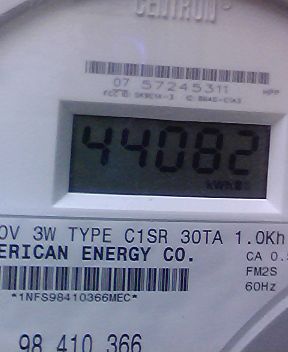 CENTRON®
07 57245311
44082
kWh
0V 3W TYPE C1SR 30TA 1.0Kh
ERICAN ENERGY CO. CA 0.5
FM2S
*1NFS98410366MEC* 60Hz
98 410 366